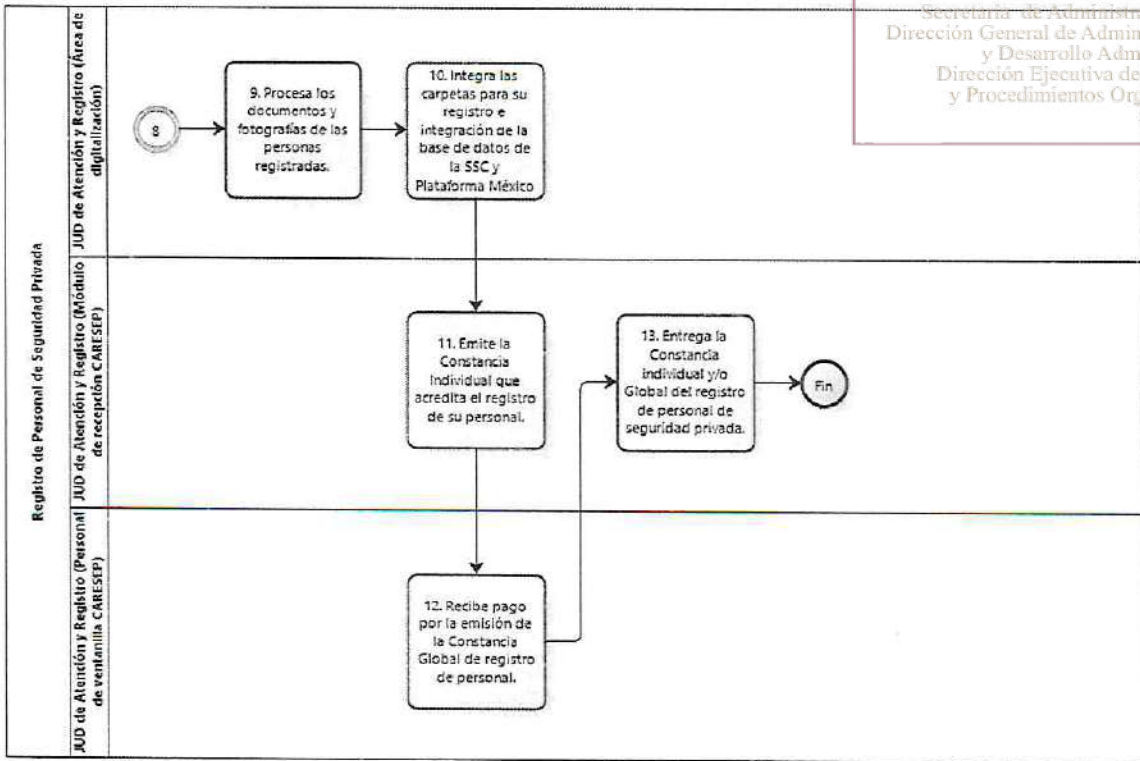 Secretaría de Administra
Dirección General de Admin
y Desarrollo Adm
Dirección Ejecutiva de
y Procedimientos Org
Registro de Personal de Seguridad Privada
JUD de Atención y Registro (Área de
digitalización)
8
9. Procesa los
documentos y
fotografías de las
personas
registradas.
10. Integra las
carpetas para su
registro e
integración de la
base de datos de
la SSC y
Plataforma México
JUD de Atención y Registro (Módulo
de recepción CARESEP)
11. Emite la
Constancia
Individual que
acredita el registro
de su personal.
13. Entrega la
Constancia
individual y/o
Global del registro
de personal de
seguridad privada.
Fin
JUD de Atención y Registro (Personal
de ventanilla CARESEP)
12. Recibe pago
por la emisión de
la Constancia
Global de registro
de personal.